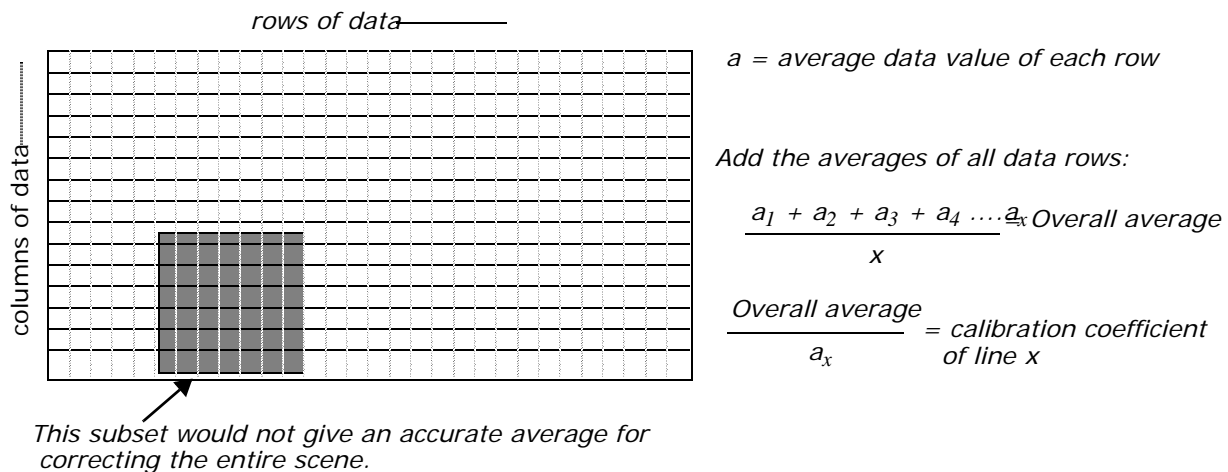 rows of data
columns of data
a = average data value of each row
Add the averages of all data rows:
a1 + a2 + a3 + a4 ....ax = Overall average
x
Overall average
ax
= calibration coefficient
of line x
This subset would not give an accurate average for
correcting the entire scene.